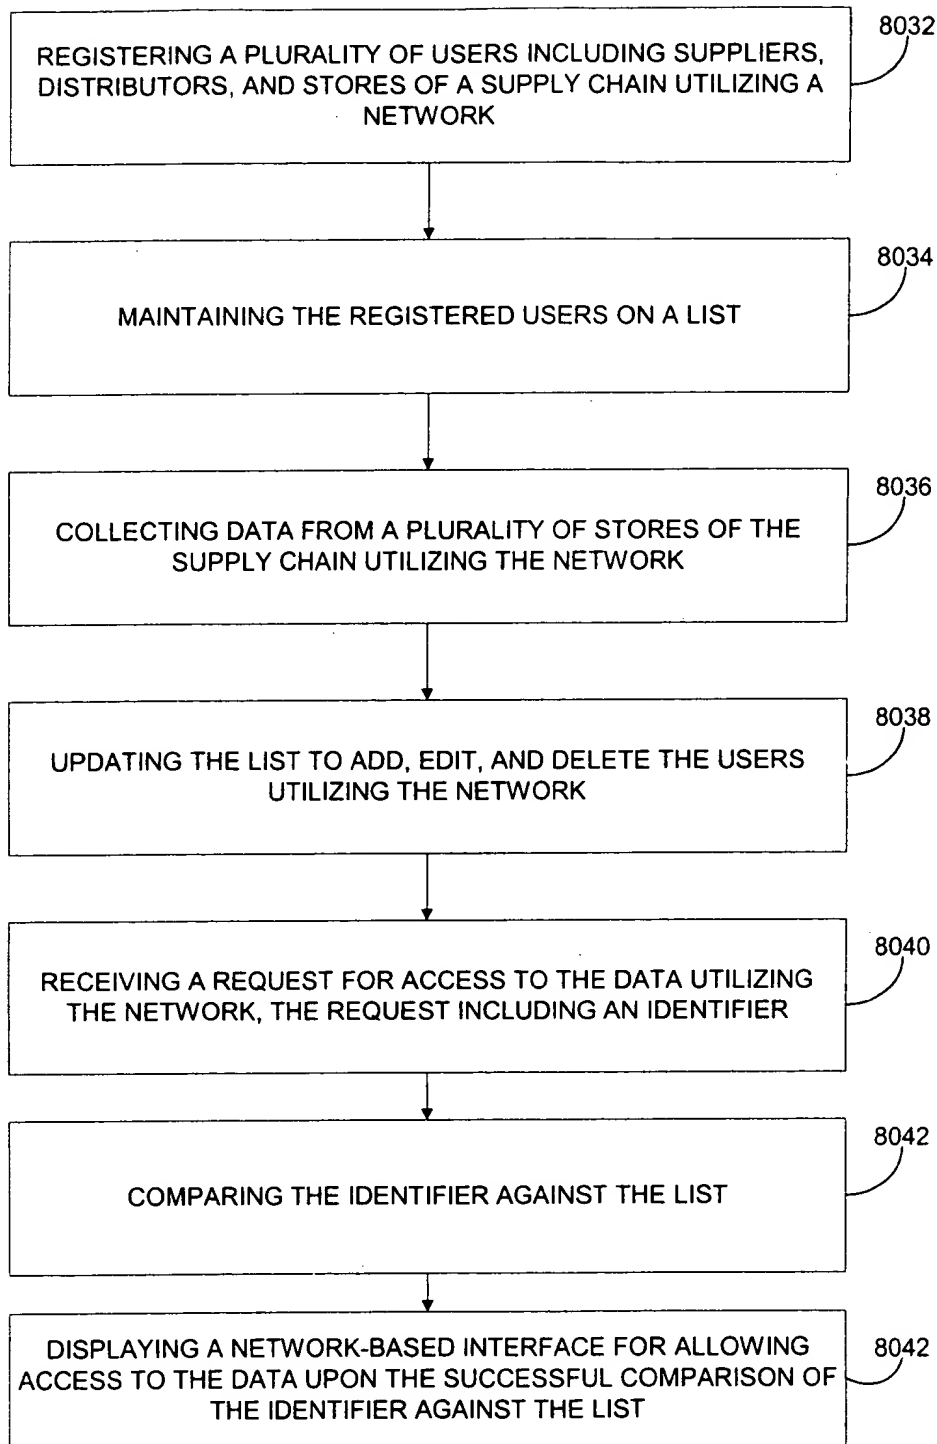 8032
REGISTERING A PLURALITY OF USERS INCLUDING SUPPLIERS,
DISTRIBUTORS, AND STORES OF A SUPPLY CHAIN UTILIZING A
NETWORK
8034
MAINTAINING THE REGISTERED USERS ON A LIST
8036
COLLECTING DATA FROM A PLURALITY OF STORES OF THE
SUPPLY CHAIN UTILIZING THE NETWORK
8038
UPDATING THE LIST TO ADD, EDIT, AND DELETE THE USERS
UTILIZING THE NETWORK
8040
RECEIVING A REQUEST FOR ACCESS TO THE DATA UTILIZING
THE NETWORK, THE REQUEST INCLUDING AN IDENTIFIER
8042
COMPARING THE IDENTIFIER AGAINST THE LIST
8042
DISPLAYING A NETWORK-BASED INTERFACE FOR ALLOWING
ACCESS TO THE DATA UPON THE SUCCESSFUL COMPARISON OF
THE IDENTIFIER AGAINST THE LIST